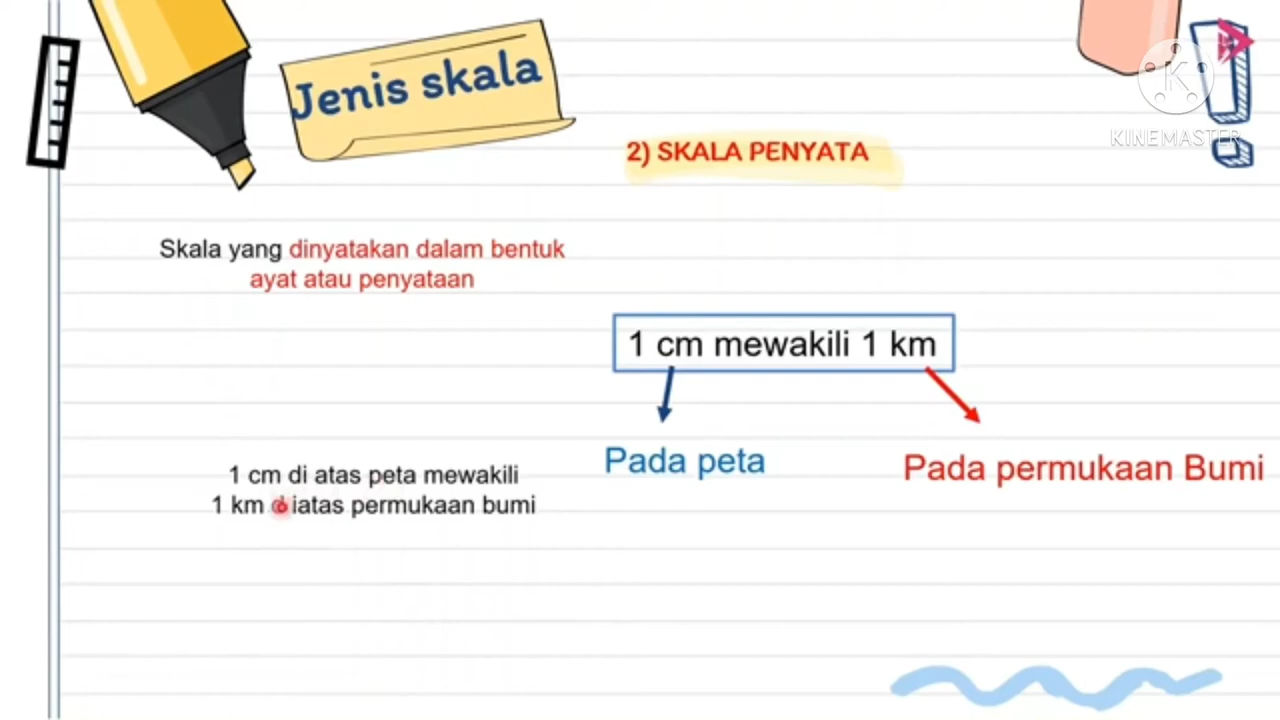 Jenis skala
KINEMASTER
2) SKALA PENYATA
Skala yang dinyatakan dalam bentuk
ayat atau penyataan
1 cm mewakili 1 km
Pada peta
Pada permukaan Bumi
1 cm di atas peta mewakili
1 km diatas permukaan bumi